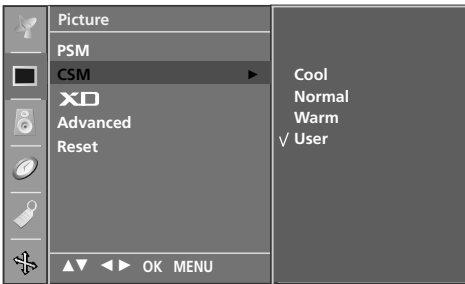 Picture
PSM
CSM ►
XD
Advanced
Reset
▲▼ ◄► OK MENU
Cool
Normal
Warm
√ User